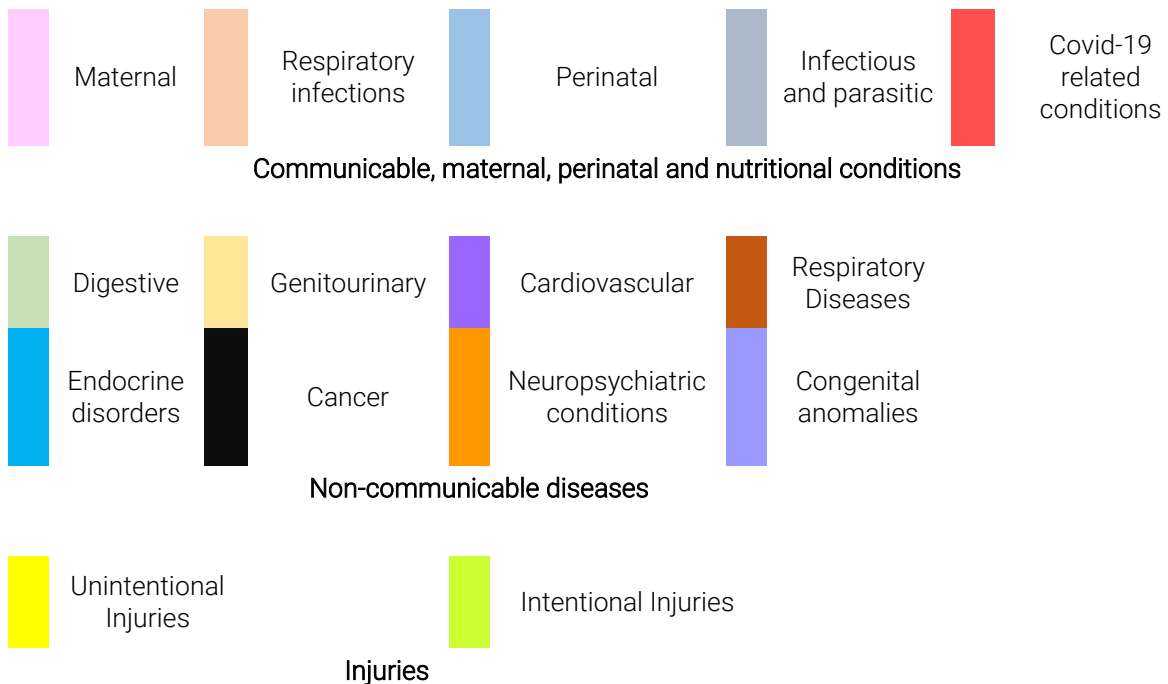 Maternal
Respiratory
infections
Perinatal
Infectious
and parasitic
Covid-19
related
conditions
Communicable, maternal, perinatal and nutritional conditions
Digestive
Genitourinary
Cardiovascular
Respiratory
Diseases
Endocrine
disorders
Cancer
Neuropsychiatric
conditions
Congenital
anomalies
Non-communicable diseases
Unintentional
Injuries
Intentional Injuries
Injuries